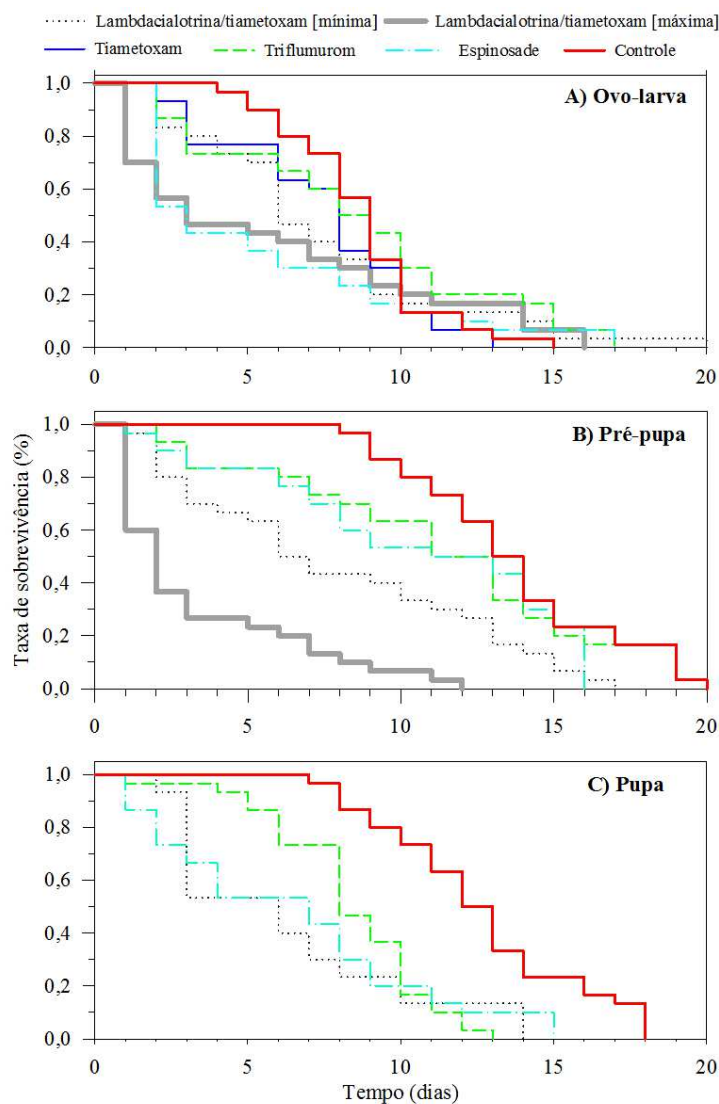 Lambdacialotrina/tiametoxam [mínima] Lambdacialotrina/tiametoxam [máxima]
Tiametoxam Triflumurom Espinosade Controle
A) Ovo-larva
1,0
0,8
0,6
0,4
0,2
0,0
0 5 10 15 20
B) Pré-pupa
1,0
0,8
0,6
0,4
0,2
0,0
0 5 10 15 20
Taxa de sobrevivência (%)
C) Pupa
1,0
0,8
0,6
0,4
0,2
0,0
0 5 10 15 20
Tempo (dias)